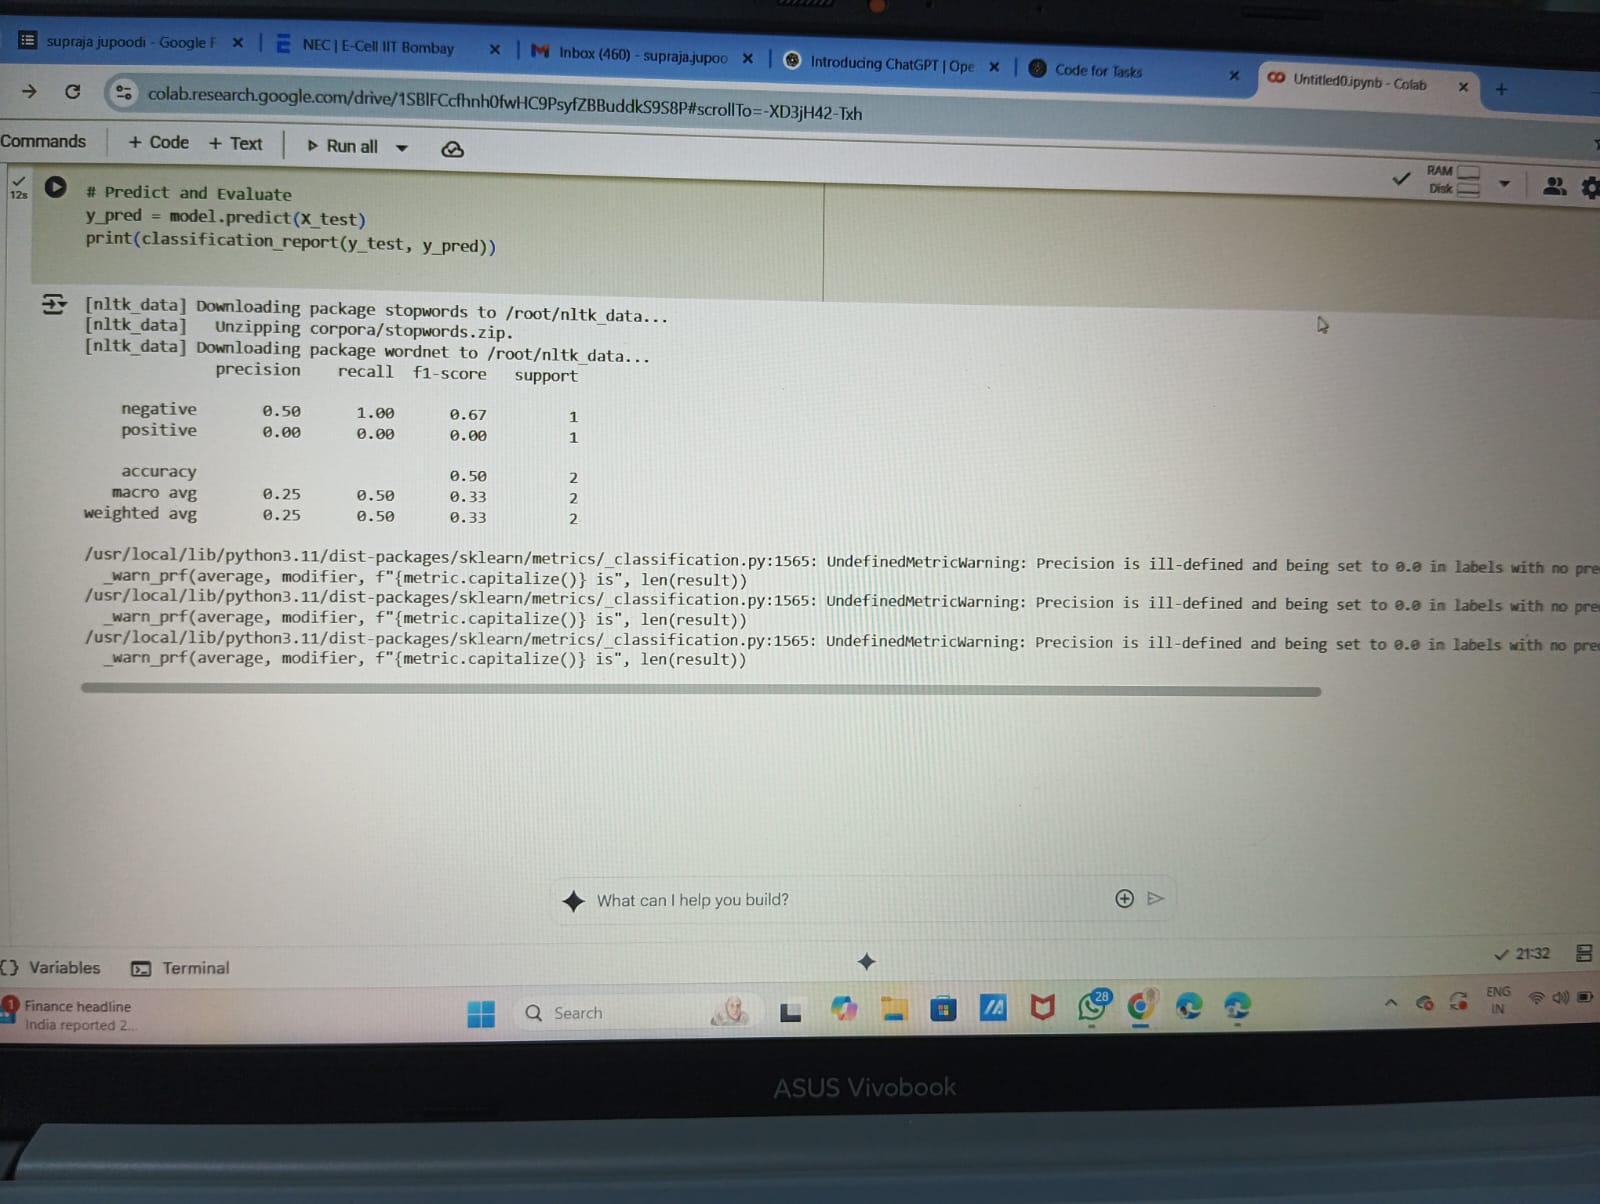 supraja jupoodi - Google F
NEC | E-Cell IIT Bombay
Inbox (460) - supraja.jupoo
Introducing ChatGPT | Ope
Code for Tasks
Untitled0.ipynb - Colab
colab.research.google.com/drive/1SBlFCcfhnh0fwHC9PsyfZBBuddkS9S8P#scrollTo=-XD3jH42-Txh
Commands + Code + Text Run all
RAM
Disk
12s
# Predict and Evaluate
y_pred = model.predict(X_test)
print(classification_report(y_test, y_pred))
[nltk_data] Downloading package stopwords to /root/nltk_data...
[nltk_data]   Unzipping corpora/stopwords.zip.
[nltk_data] Downloading package wordnet to /root/nltk_data...
precision recall f1-score support
negative 0.50 1.00 0.67 1
positive 0.00 0.00 0.00 1
accuracy 0.50 2
macro avg 0.25 0.50 0.33 2
weighted avg 0.25 0.50 0.33 2
/usr/local/lib/python3.11/dist-packages/sklearn/metrics/_classification.py:1565: UndefinedMetricWarning: Precision is ill-defined and being set to 0.0 in labels with no pre
_warn_prf(average, modifier, f"{metric.capitalize()} is", len(result))
/usr/local/lib/python3.11/dist-packages/sklearn/metrics/_classification.py:1565: UndefinedMetricWarning: Precision is ill-defined and being set to 0.0 in labels with no pre
_warn_prf(average, modifier, f"{metric.capitalize()} is", len(result))
/usr/local/lib/python3.11/dist-packages/sklearn/metrics/_classification.py:1565: UndefinedMetricWarning: Precision is ill-defined and being set to 0.0 in labels with no pre
_warn_prf(average, modifier, f"{metric.capitalize()} is", len(result))
What can I help you build?
{} Variables Terminal
21:32
1
Finance headline
India reported 2...
Search
28
ENG
IN
ASUS Vivobook